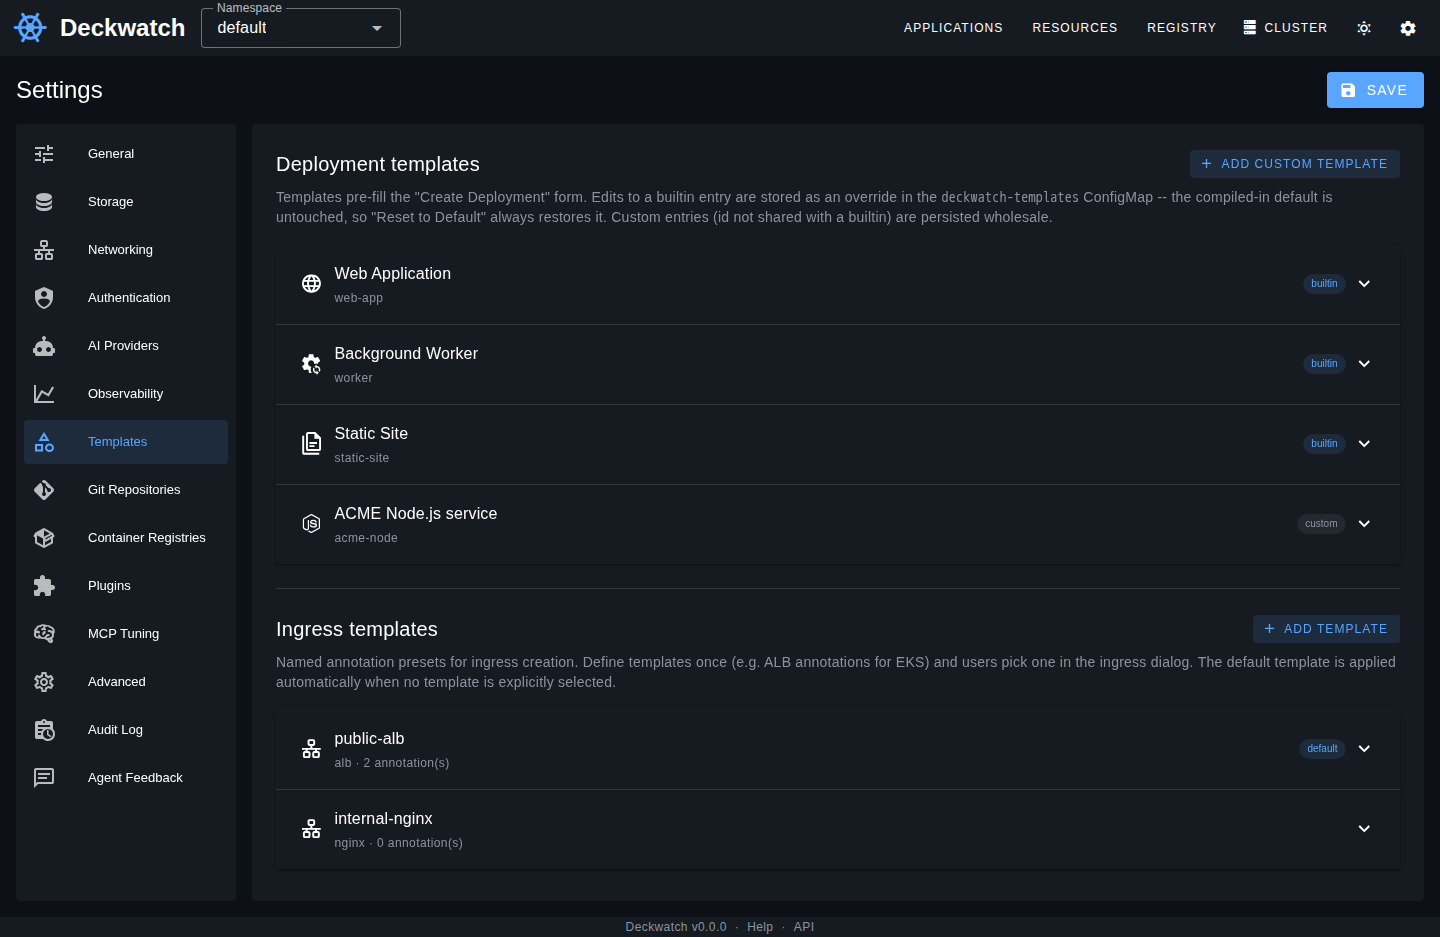 Deckwatch
Namespace
default
APPLICATIONS
RESOURCES
REGISTRY
CLUSTER
Settings
SAVE
General
Storage
Networking
Authentication
AI Providers
Observability
Templates
Git Repositories
Container Registries
Plugins
MCP Tuning
Advanced
Audit Log
Agent Feedback
Deployment templates
ADD CUSTOM TEMPLATE
Templates pre-fill the "Create Deployment" form. Edits to a builtin entry are stored as an override in the deckwatch-templates ConfigMap -- the compiled-in default is
untouched, so "Reset to Default" always restores it. Custom entries (id not shared with a builtin) are persisted wholesale.
Web Application
web-app
builtin
Background Worker
worker
builtin
Static Site
static-site
builtin
ACME Node.js service
acme-node
custom
Ingress templates
ADD TEMPLATE
Named annotation presets for ingress creation. Define templates once (e.g. ALB annotations for EKS) and users pick one in the ingress dialog. The default template is applied
automatically when no template is explicitly selected.
public-alb
alb · 2 annotation(s)
default
internal-nginx
nginx · 0 annotation(s)
Deckwatch v0.0.0 · Help · API